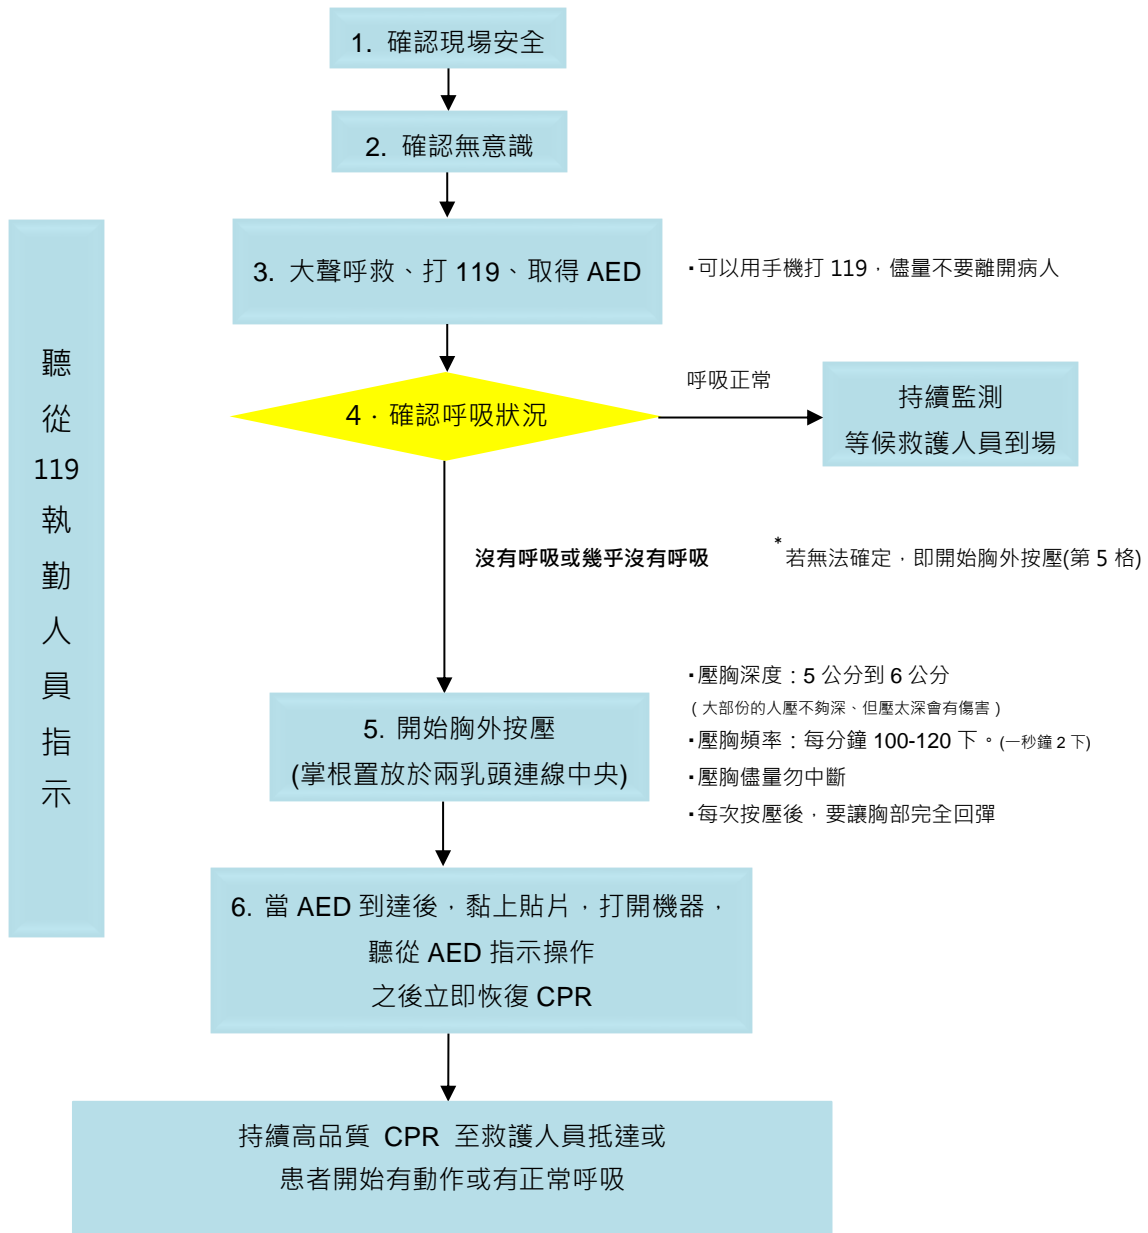 1. 確認現場安全
2. 確認無意識
3. 大聲呼救、打 119、取得 AED
‧可以用手機打 119，儘量不要離開病人
4．確認呼吸狀況
呼吸正常
持續監測
等候救護人員到場
沒有呼吸或幾乎沒有呼吸
*若無法確定，即開始胸外按壓(第 5 格)
5. 開始胸外按壓
(掌根置放於兩乳頭連線中央)
‧壓胸深度：5 公分到 6 公分
（大部份的人壓不夠深、但壓太深會有傷害）
‧壓胸頻率：每分鐘 100-120 下。(一秒鐘 2 下)
‧壓胸儘量勿中斷
‧每次按壓後，要讓胸部完全回彈
6. 當 AED 到達後，黏上貼片，打開機器，
聽從 AED 指示操作
之後立即恢復 CPR
持續高品質 CPR 至救護人員抵達或
患者開始有動作或有正常呼吸
聽從119執勤人員指示